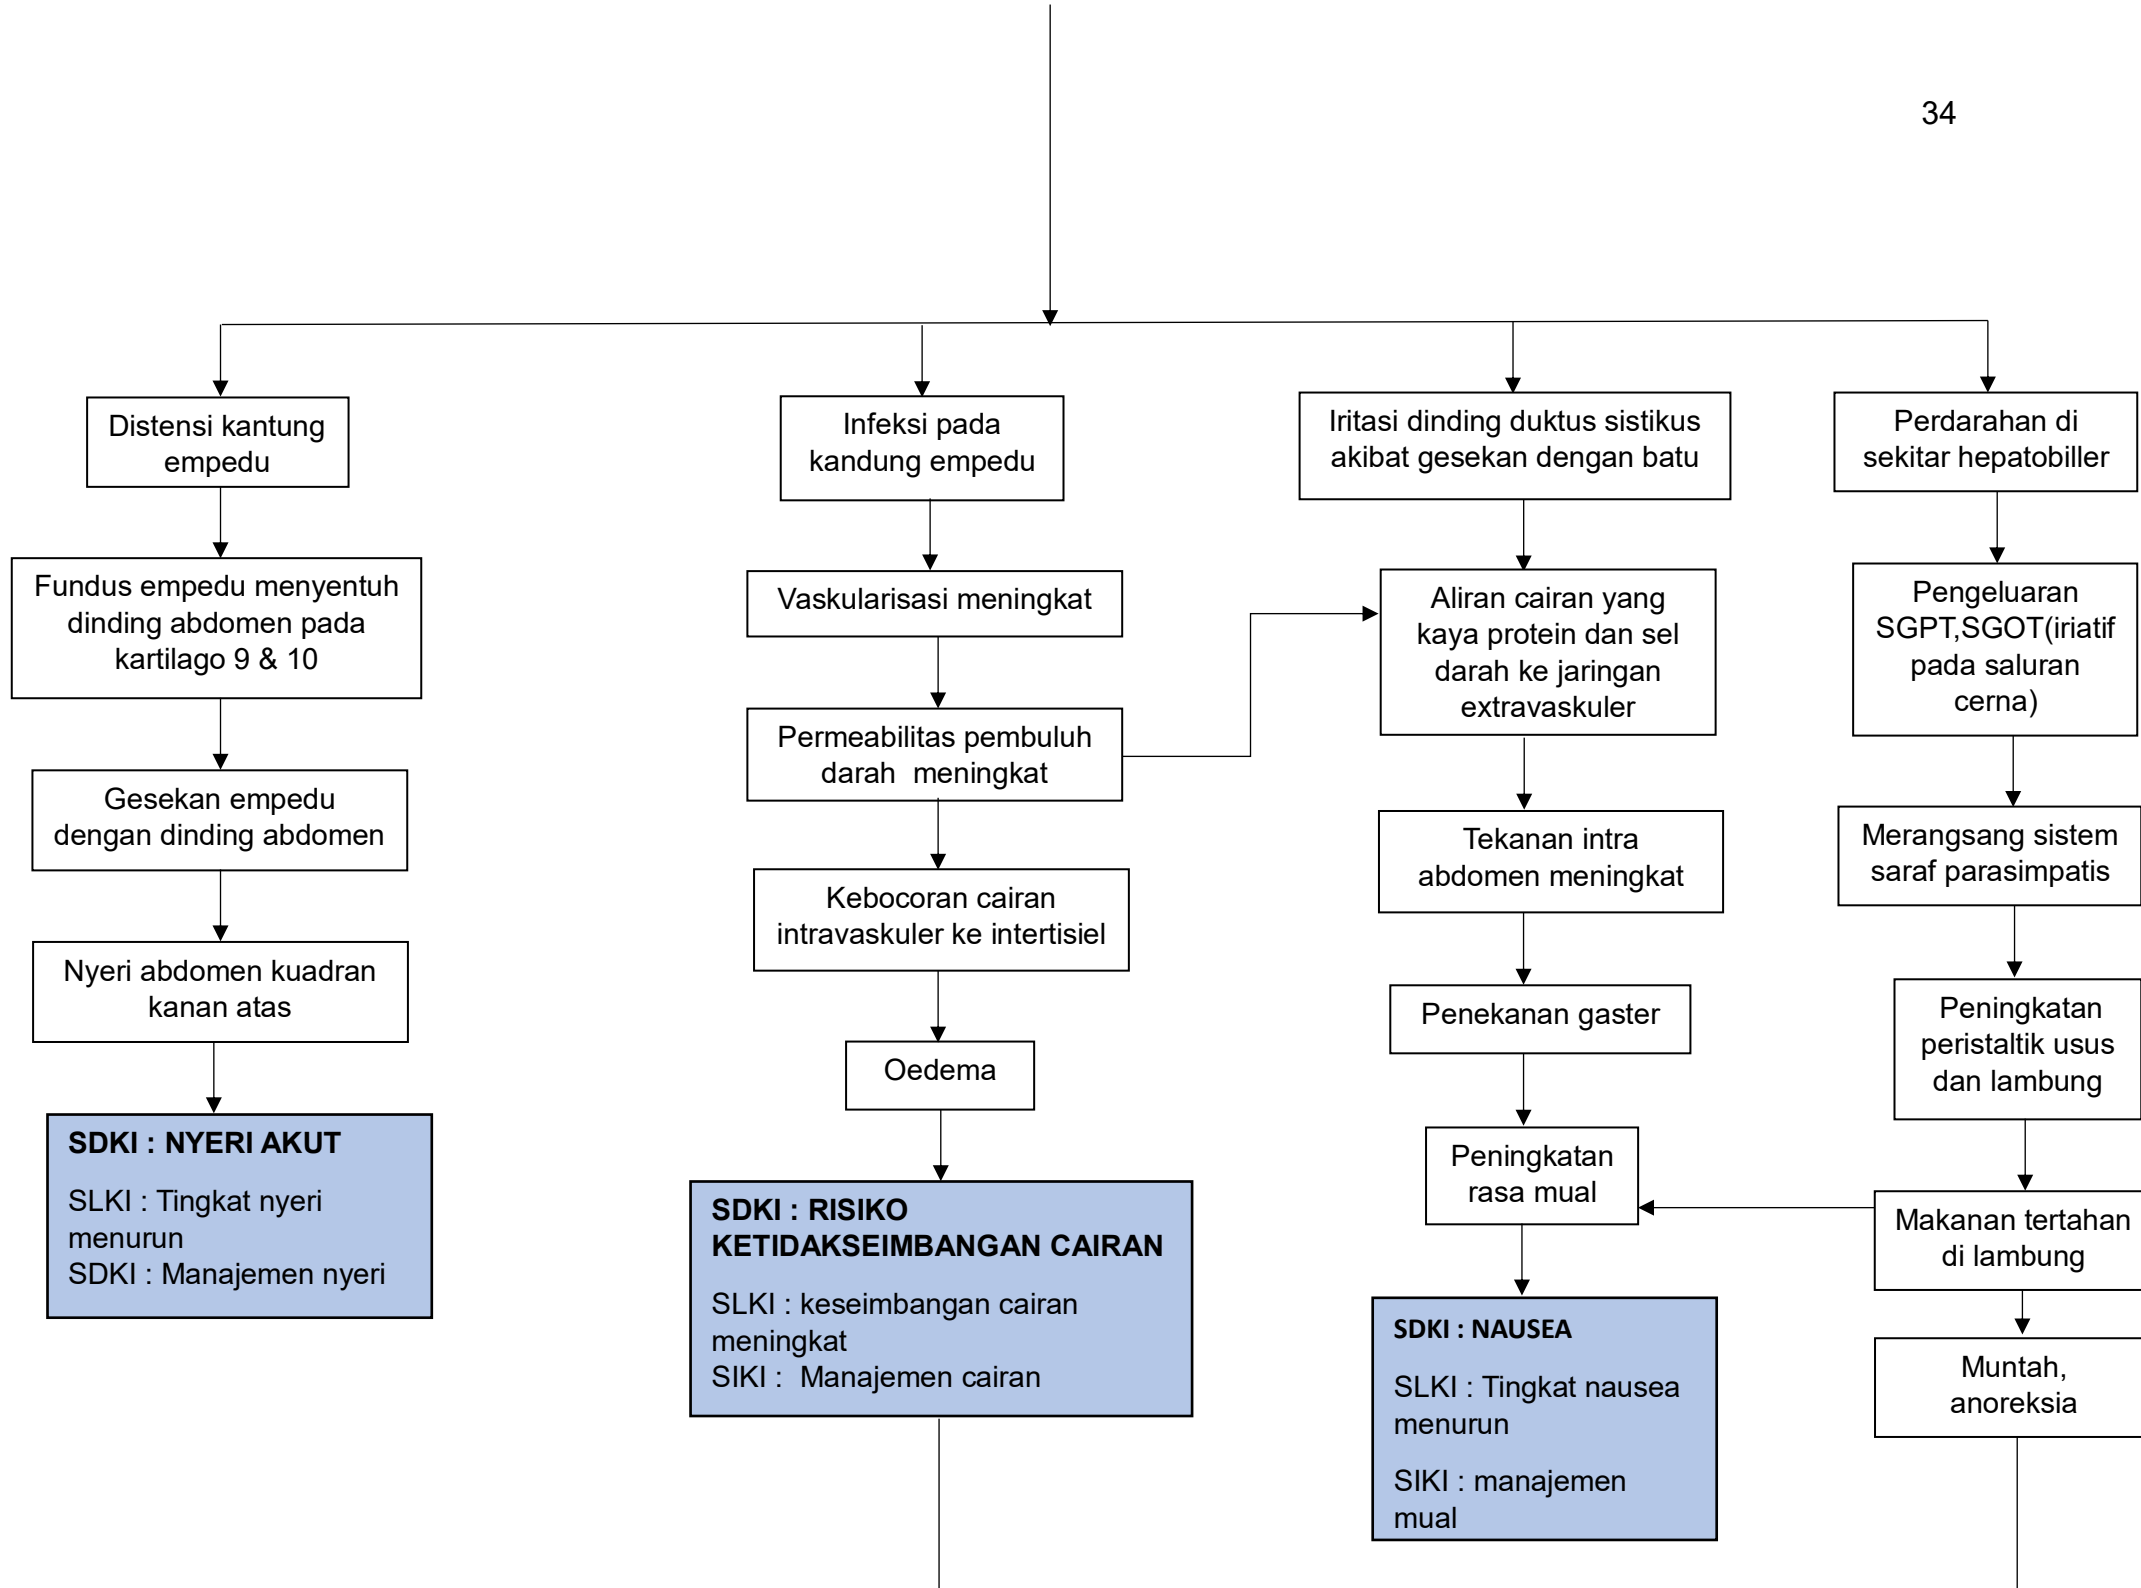 34
Distensi kantung
empedu
Fundus empedu menyentuh
dinding abdomen pada
kartilago 9 & 10
Gesekan empedu
dengan dinding abdomen
Nyeri abdomen kuadran
kanan atas
SDKI : NYERI AKUT
SLKI : Tingkat nyeri
menurun
SDKI : Manajemen nyeri
Infeksi pada
kandung empedu
Vaskularisasi meningkat
Permeabilitas pembuluh
darah  meningkat
Kebocoran cairan
intravaskuler ke intertisiel
Oedema
SDKI : RISIKO
KETIDAKSEIMBANGAN CAIRAN
SLKI : keseimbangan cairan
meningkat
SIKI :  Manajemen cairan
Iritasi dinding duktus sistikus
akibat gesekan dengan batu
Aliran cairan yang
kaya protein dan sel
darah ke jaringan
extravaskuler
Tekanan intra
abdomen meningkat
Penekanan gaster
Peningkatan
rasa mual
SDKI : NAUSEA
SLKI : Tingkat nausea
menurun
SIKI : manajemen
mual
Perdarahan di
sekitar hepatobiller
Pengeluaran
SGPT,SGOT(iriatif
pada saluran
cerna)
Merangsang sistem
saraf parasimpatis
Peningkatan
peristaltik usus
dan lambung
Makanan tertahan
di lambung
Muntah,
anoreksia